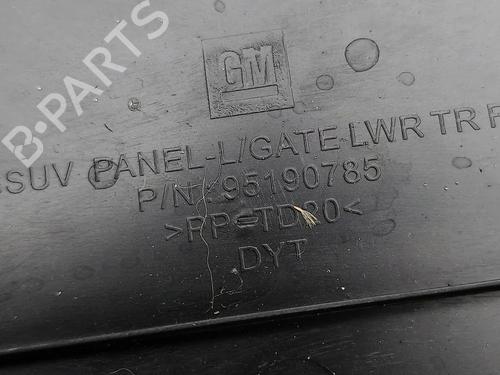 B-PARTS
GM
SUV PANEL-L/GATE LWR TR
P/N: 95190785
>PP-TD20<
DYT